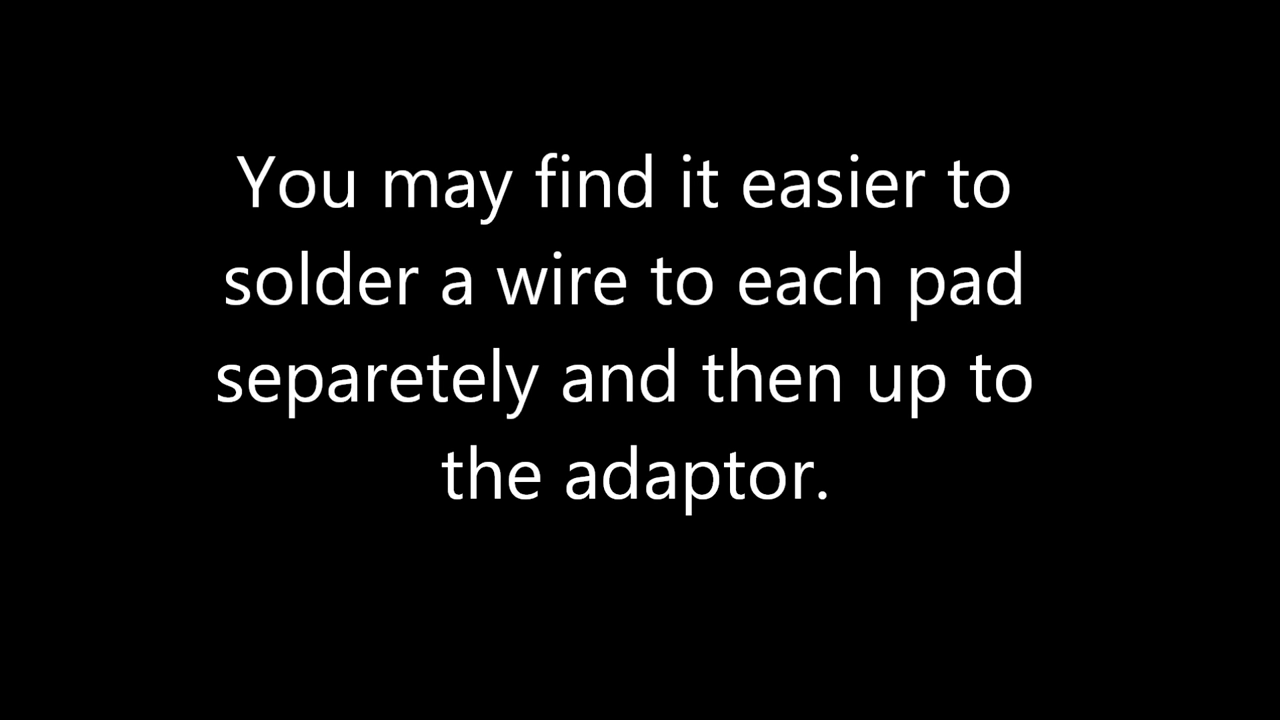 You may find it easier to
solder a wire to each pad
separetely and then up to
the adaptor.